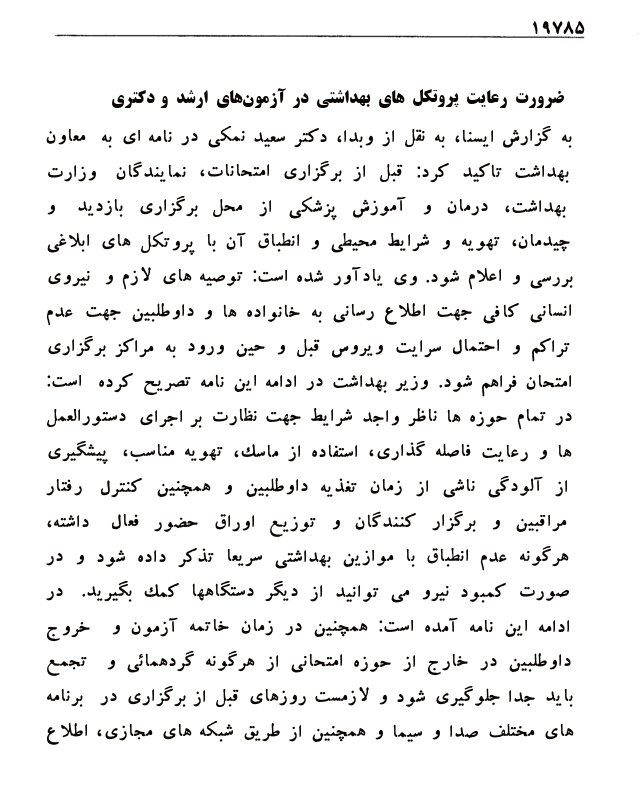 ۱۹۷۸۵
ضرورت رعایت پروتکل های بهداشتی در آزمون‌های ارشد و دکتری
به گزارش ایسنا، به نقل از وبدا، دکتر سعید نمکی در نامه ای به معاون
بهداشت تاکید کرد: قبل از برگزاری امتحانات، نمایندگان وزارت
بهداشت، درمان و آموزش پزشکی از محل برگزاری بازدید و
چیدمان، تهویه و شرایط محیطی و انطباق آن با پروتکل های ابلاغی
بررسی و اعلام شود. وی یادآور شده است: توصیه های لازم و نیروی
انسانی کافی جهت اطلاع رسانی به خانواده ها و داوطلبین جهت عدم
تراکم و احتمال سرایت ویروس قبل و حین ورود به مراکز برگزاری
امتحان فراهم شود. وزیر بهداشت در ادامه این نامه تصریح کرده است:
در تمام حوزه ها ناظر واجد شرایط جهت نظارت بر اجرای دستورالعمل
ها و رعایت فاصله گذاری، استفاده از ماسك، تهویه مناسب، پیشگیری
از آلودگی ناشی از زمان تغذیه داوطلبین و همچنین کنترل رفتار
مراقبین و برگزار کنندگان و توزیع اوراق حضور فعال داشته،
هرگونه عدم انطباق با موازین بهداشتی سریعا تذکر داده شود و در
صورت کمبود نیرو می توانید از دیگر دستگاهها کمك بگیرید. در
ادامه این نامه آمده است: همچنین در زمان خاتمه آزمون و خروج
داوطلبین در خارج از حوزه امتحانی از هرگونه گردهمائی و تجمع
باید جدا جلوگیری شود و لازمست روزهای قبل از برگزاری در برنامه
های مختلف صدا و سیما و همچنین از طریق شبکه های مجازی، اطلاع